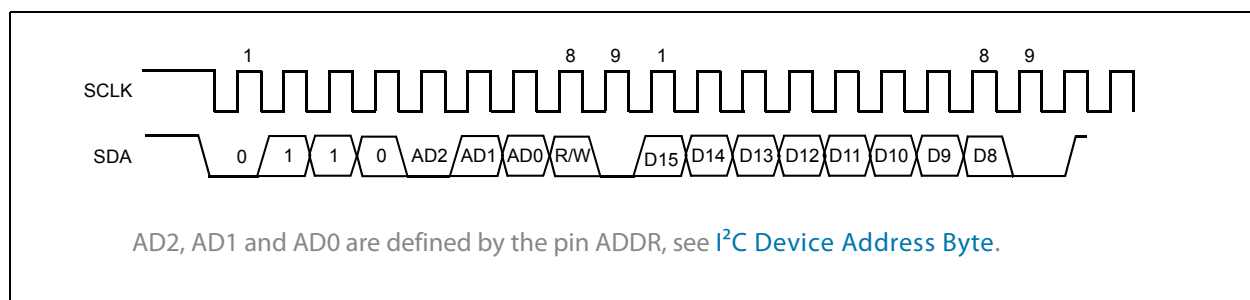 1 8 9 1 8 9
SCLK
SDA 0 1 1 0 AD2 AD1 AD0 R/W D15 D14 D13 D12 D11 D10 D9 D8
AD2, AD1 and AD0 are defined by the pin ADDR, see I²C Device Address Byte.